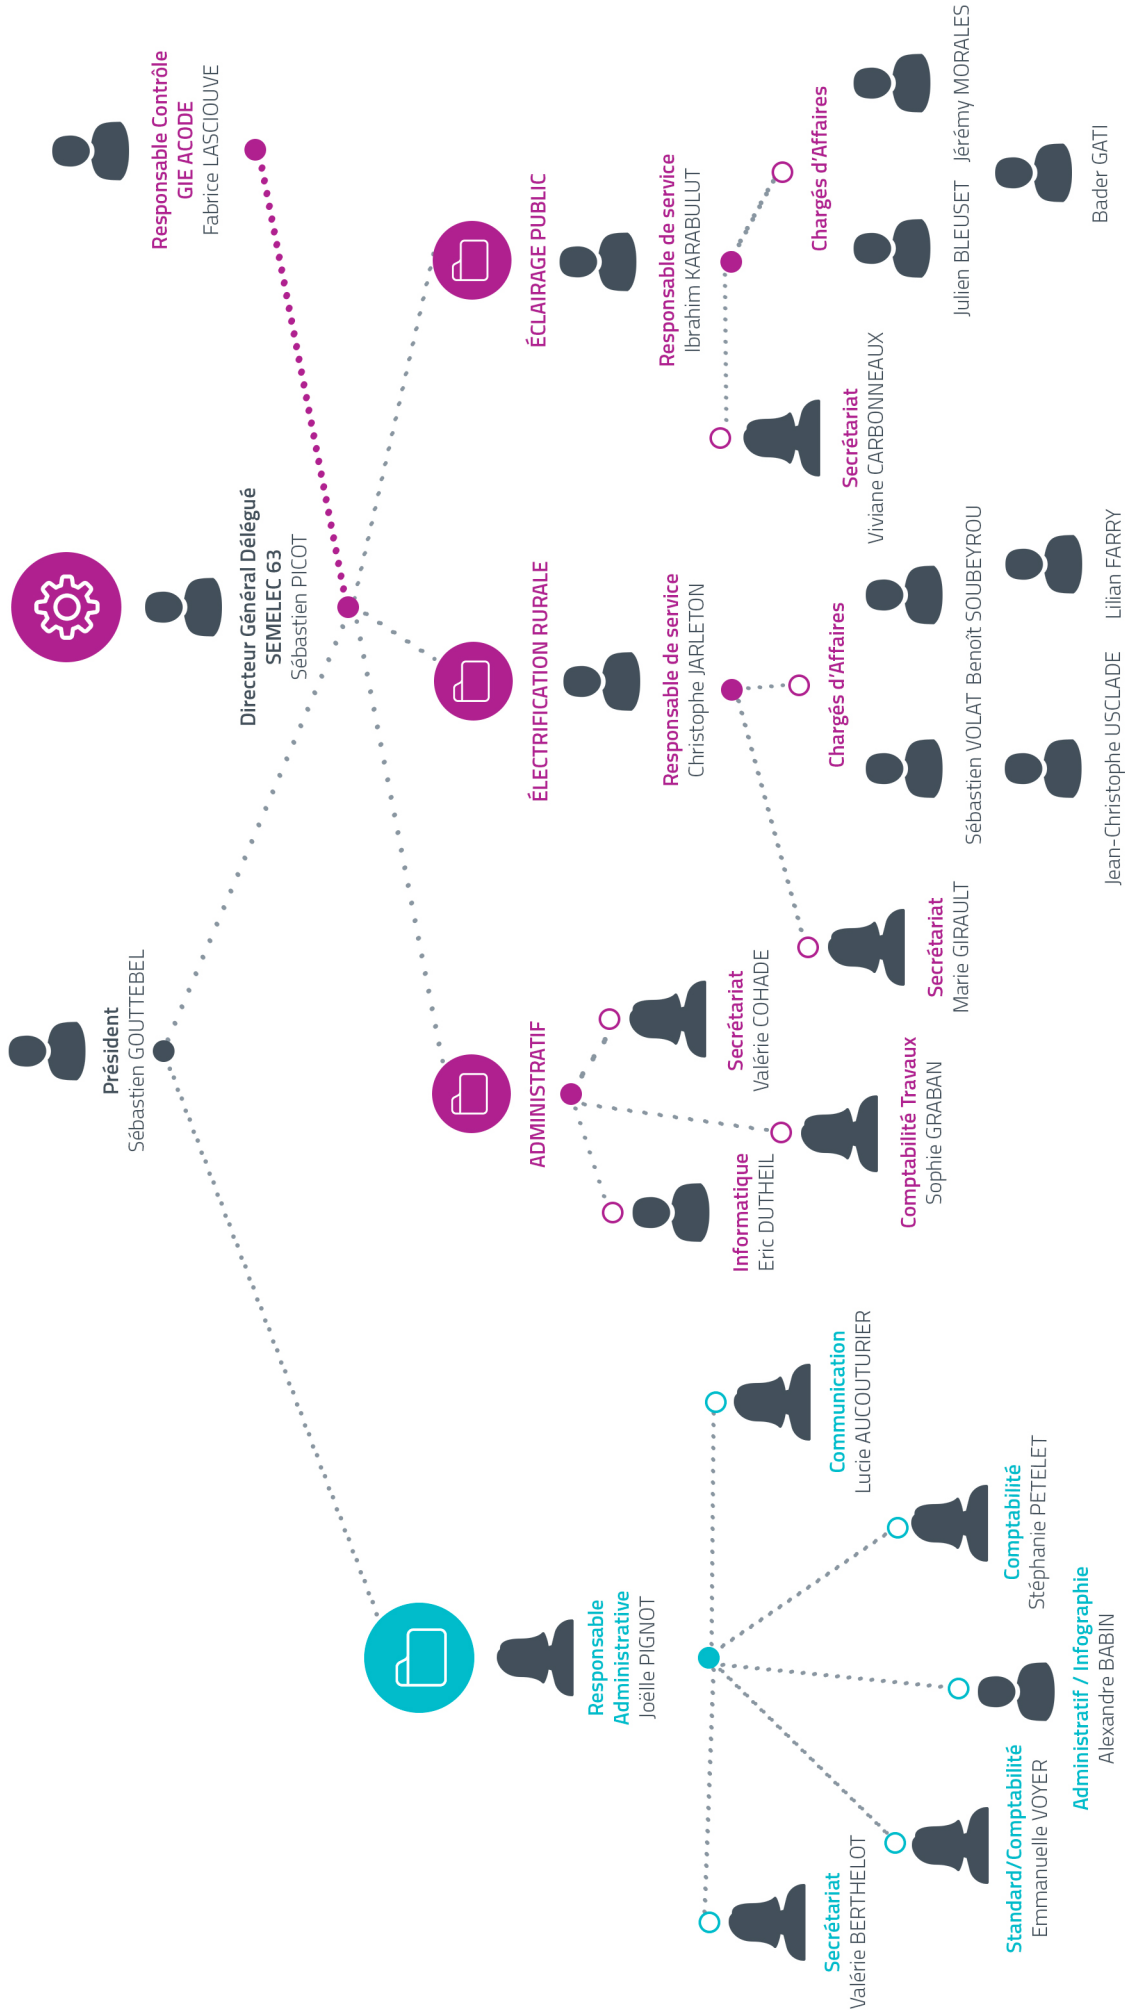 Président
Sébastien GOUTTEBEL
Directeur Général Délégué
SEMELEC 63
Sébastien PICOT
Responsable Contrôle
GIE ACODE
Fabrice LASCIOUVE
Responsable
Administrative
Joëlle PIGNOT
Secrétariat
Valérie BERTHELOT
Standard/Comptabilité
Emmanuelle VOYER
Administratif / Infographie
Alexandre BABIN
Comptabilité
Stéphanie PETELET
Communication
Lucie AUCOUTURIER
ADMINISTRATIF
Informatique
Eric DUTHEIL
Comptabilité Travaux
Sophie GRABAN
Secrétariat
Valérie COHADE
ÉLECTRIFICATION RURALE
Responsable de service
Christophe JARLETON
Secrétariat
Marie GIRAULT
Chargés d'Affaires
Sébastien VOLAT Benoît SOUBEYROU
Jean-Christophe USCLADE Lilian FARRY
ÉCLAIRAGE PUBLIC
Responsable de service
Ibrahim KARABULUT
Secrétariat
Viviane CARBONNEAUX
Chargés d'Affaires
Julien BLEUSET Jérémy MORALES
Bader GATI